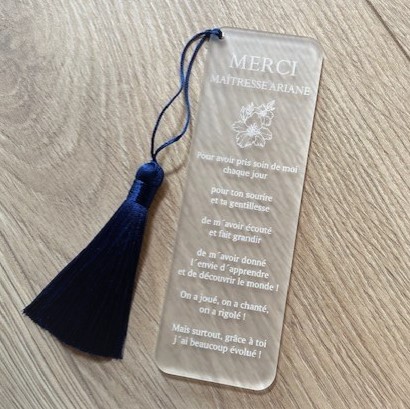 MERCI
MAÎTRESSE ARIANE
Pour avoir pris soin de moi
chaque jour
pour ton sourire
et ta gentillesse
de m´avoir écouté
et fait grandir
de m´avoir donné
l´envie d´apprendre
et de découvrir le monde !
On a joué, on a chanté,
on a rigolé !
Mais surtout, grâce à toi
j´ai beaucoup évolué !